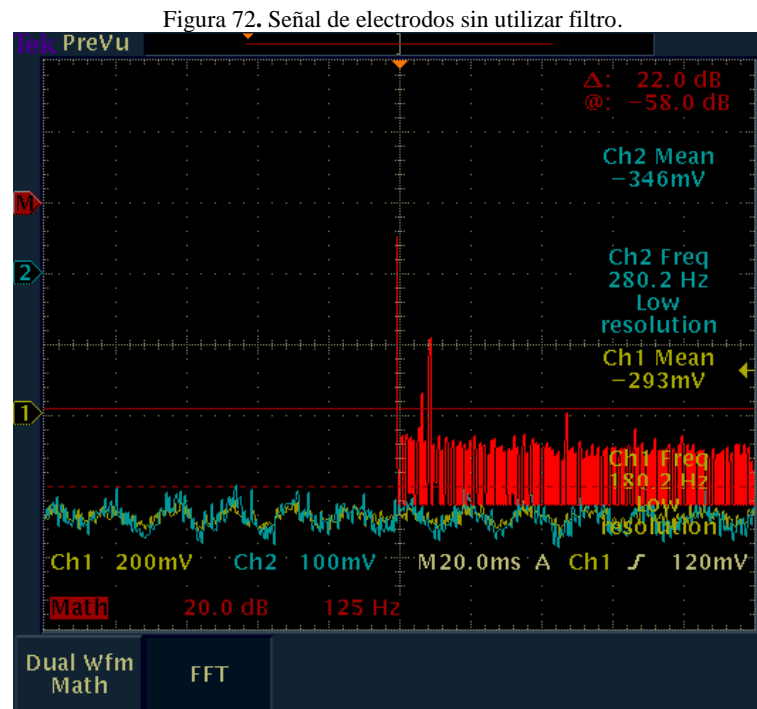 Figura 72. Señal de electrodos sin utilizar filtro.
Tek PreVu
Δ: 22.0 dB
@: −58.0 dB
Ch2 Mean
−346mV
M
Ch2 Freq
280.2 Hz
Low
resolution
2
Ch1 Mean
−293mV
1
Ch1 Freq
180.2 Hz
Low
resolution
Ch1 200mV Ch2 100mV M20.0ms A Ch1 120mV
Math 20.0 dB 125 Hz
Dual Wfm
Math
FFT